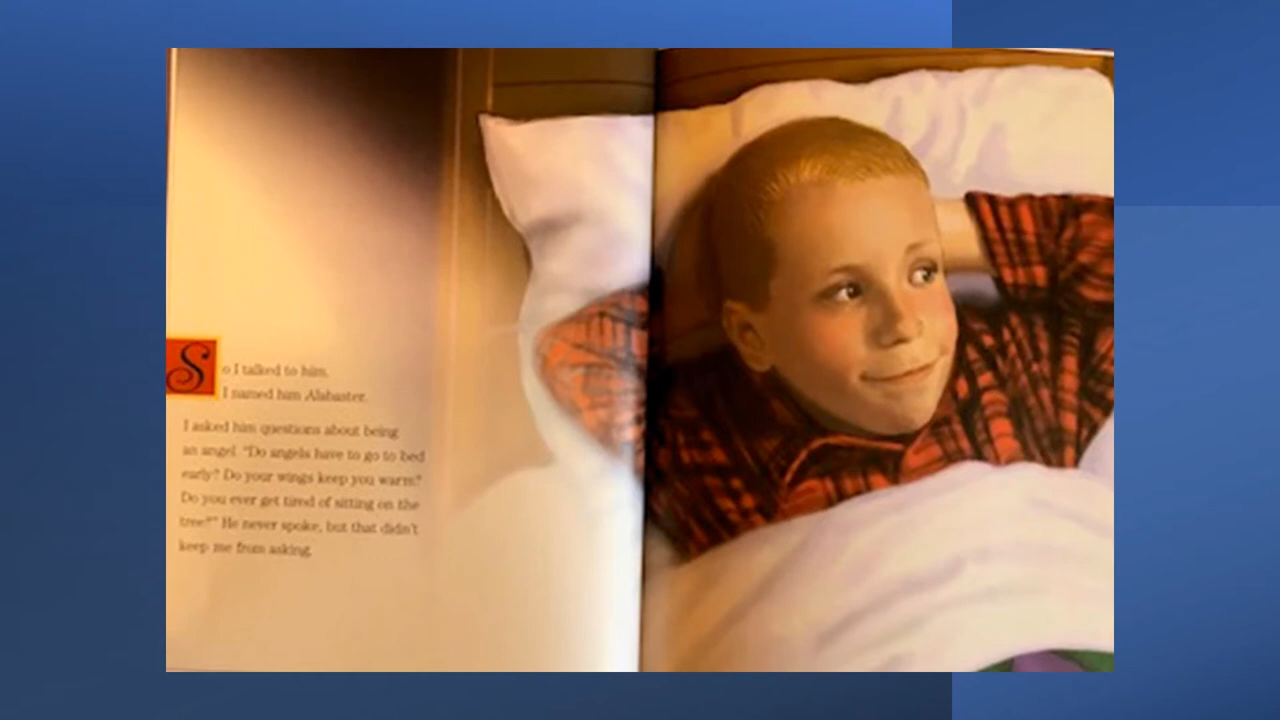 So I talked to him.
I named him Alabaster.
I asked him questions about being
an angel. "Do angels have to go to bed
early? Do your wings keep you warm?
Do you ever get tired of sitting on the
tree?" He never spoke, but that didn't
keep me from asking.